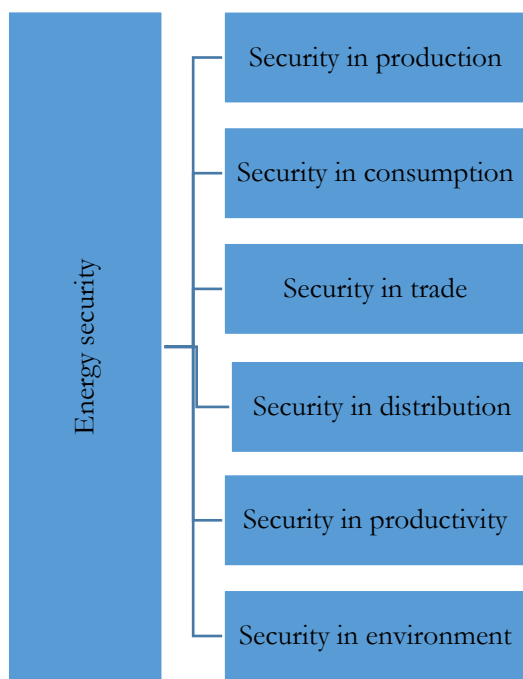 Energy security
Security in production
Security in consumption
Security in trade
Security in distribution
Security in productivity
Security in environment